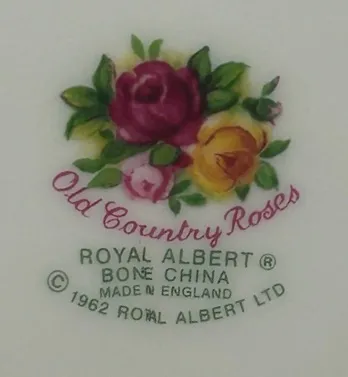 Old Country Roses
ROYAL ALBERT ®
BONE CHINA
MADE IN ENGLAND
© 1962 ROYAL ALBERT LTD